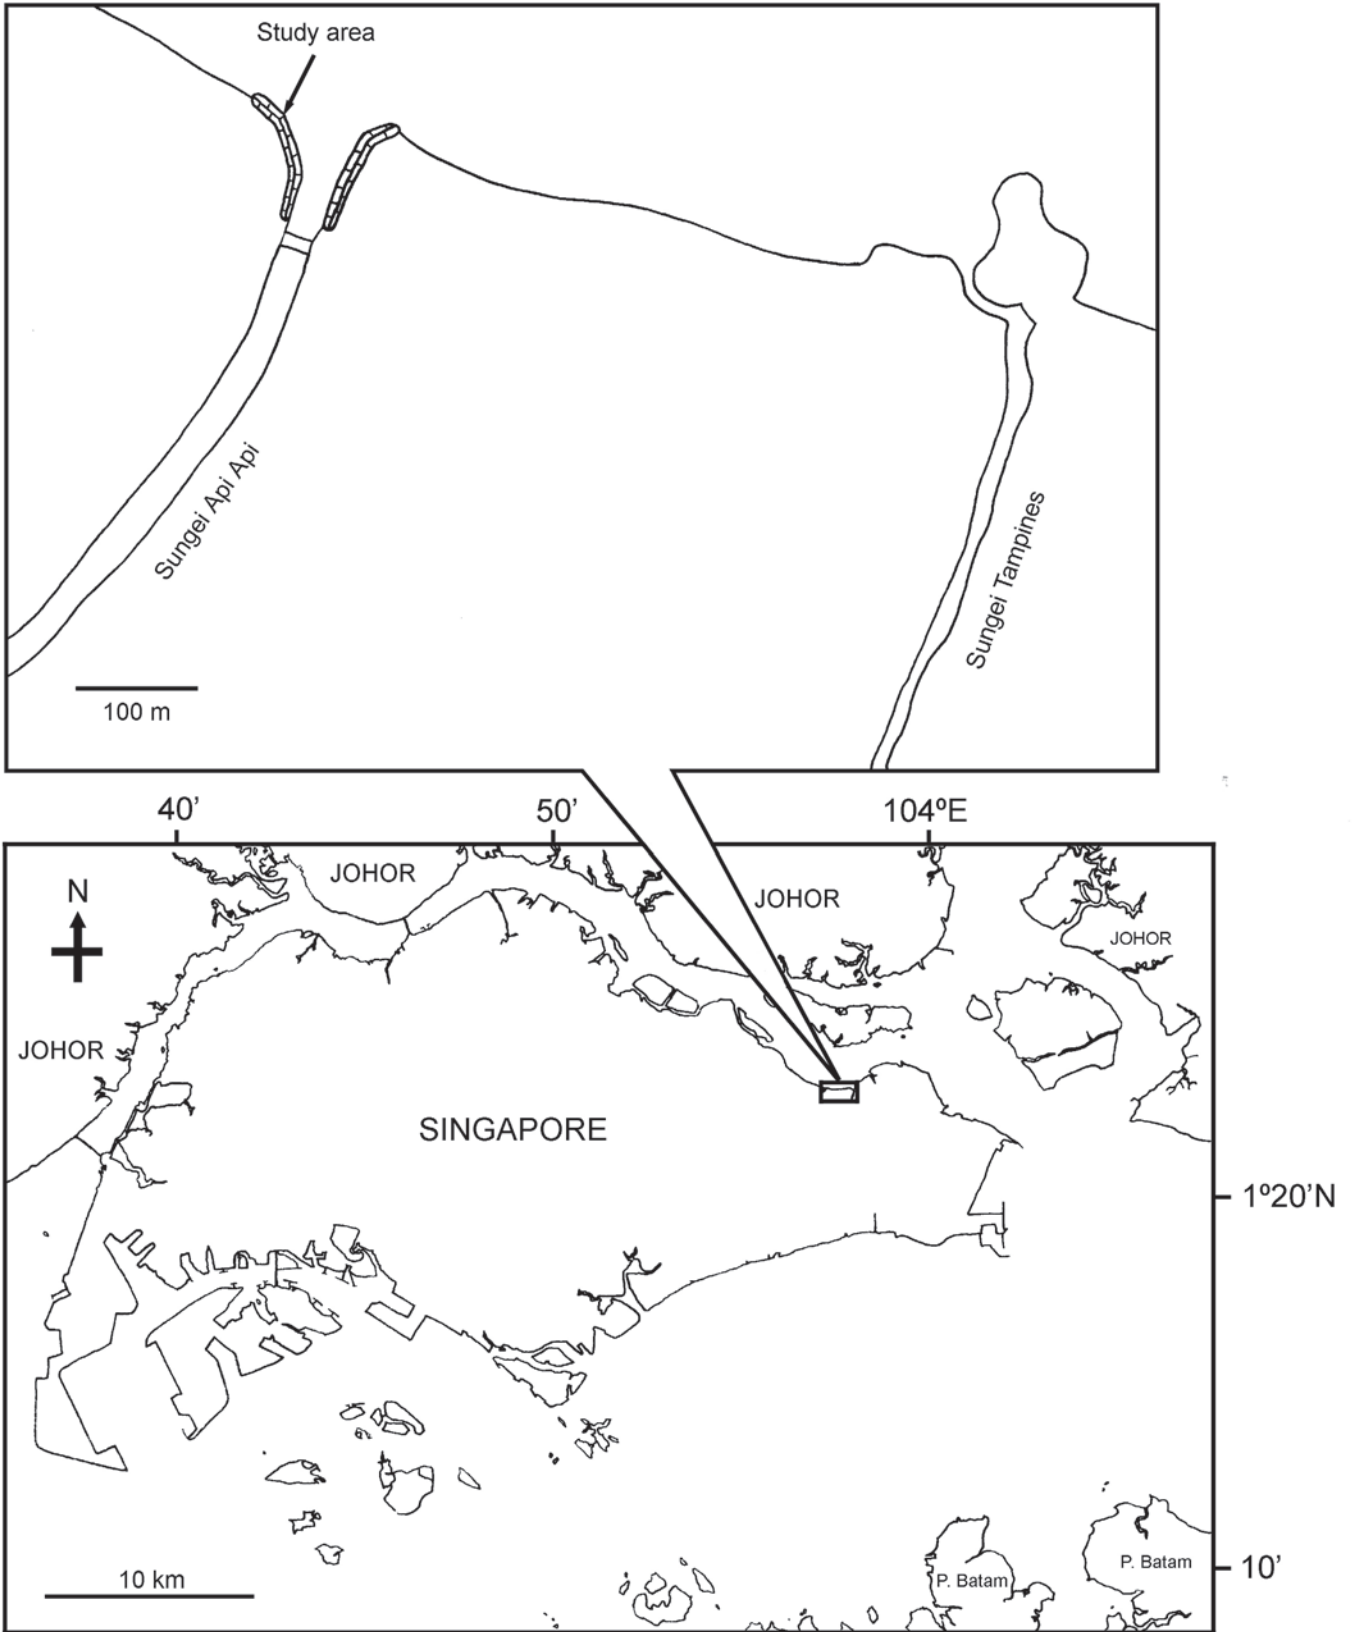 Study area
Sungei Api Api
Sungei Tampines
100 m
40’
50’
104ºE
N
JOHOR
JOHOR
JOHOR
JOHOR
SINGAPORE
1º20’N
10’
10 km
P. Batam
P. Batam